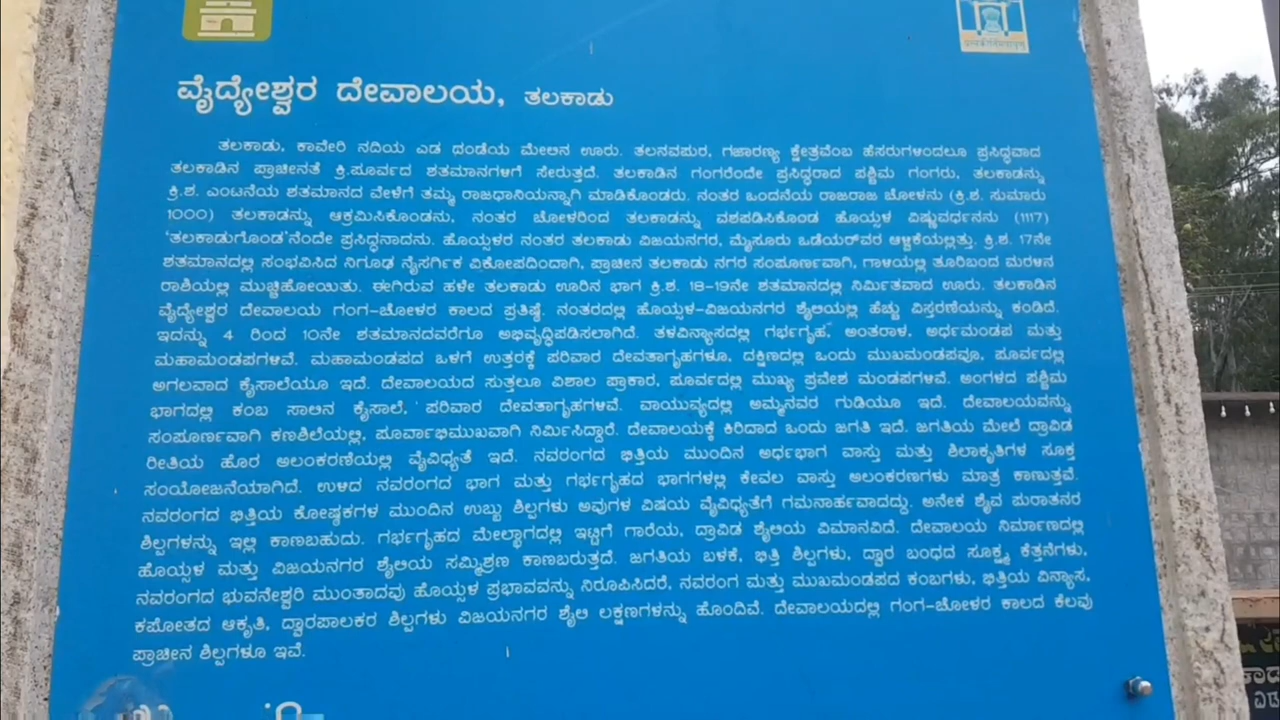 ವೈದ್ಯೇಶ್ವರ ದೇವಾಲಯ, ತಲಕಾಡು
ತಲಕಾಡು, ಕಾವೇರಿ ನದಿಯ ಎಡ ದಂಡೆಯ ಮೇಲಿನ ಊರು. ತಲನವಪುರ, ಗಜಾರಣ್ಯ ಕ್ಷೇತ್ರವೆಂಬ ಹೆಸರುಗಳಿಂದಲೂ ಪ್ರಸಿದ್ಧವಾದ
ತಲಕಾಡಿನ ಪ್ರಾಚೀನತೆ ಕ್ರಿ.ಪೂರ್ವದ ಶತಮಾನಗಳಿಗೆ ಸೇರುತ್ತದೆ. ತಲಕಾಡಿನ ಗಂಗರೆಂದೇ ಪ್ರಸಿದ್ಧರಾದ ಪಶ್ಚಿಮ ಗಂಗರು, ತಲಕಾಡನ್ನು
ಕ್ರಿ.ಶ. ಎಂಟನೆಯ ಶತಮಾನದ ವೇಳೆಗೆ ತಮ್ಮ ರಾಜಧಾನಿಯನ್ನಾಗಿ ಮಾಡಿಕೊಂಡರು. ನಂತರ ಒಂದನೆಯ ರಾಜರಾಜ ಚೋಳನು (ಕ್ರಿ.ಶ. ಸುಮಾರು
1000) ತಲಕಾಡನ್ನು ಆಕ್ರಮಿಸಿಕೊಂಡನು, ನಂತರ ಚೋಳರಿಂದ ತಲಕಾಡನ್ನು ವಶಪಡಿಸಿಕೊಂಡ ಹೊಯ್ಸಳ ವಿಷ್ಣುವರ್ಧನನು (1117)
'ತಲಕಾಡುಗೊಂಡ'ನೆಂದೇ ಪ್ರಸಿದ್ಧನಾದನು. ಹೊಯ್ಸಳರ ನಂತರ ತಲಕಾಡು ವಿಜಯನಗರ, ಮೈಸೂರು ಒಡೆಯರ್‌ವರ ಆಳ್ವಿಕೆಯಲ್ಲಿತ್ತು. ಕ್ರಿ.ಶ. 17ನೇ
ಶತಮಾನದಲ್ಲಿ ಸಂಭವಿಸಿದ ನಿಗೂಢ ನೈಸರ್ಗಿಕ ವಿಕೋಪದಿಂದಾಗಿ, ಪ್ರಾಚೀನ ತಲಕಾಡು ನಗರ ಸಂಪೂರ್ಣವಾಗಿ, ಗಾಳಿಯಲ್ಲಿ ತೂರಿಬಂದ ಮರಳಿನ
ರಾಶಿಯಲ್ಲಿ ಮುಚ್ಚಿಹೋಯಿತು. ಈಗಿರುವ ಹಳೇ ತಲಕಾಡು ಊರಿನ ಭಾಗ ಕ್ರಿ.ಶ. 18-19ನೇ ಶತಮಾನದಲ್ಲಿ ನಿರ್ಮಿತವಾದ ಊರು. ತಲಕಾಡಿನ
ವೈದ್ಯೇಶ್ವರ ದೇವಾಲಯ ಗಂಗ-ಚೋಳರ ಕಾಲದ ಪ್ರತಿಷ್ಠೆ. ನಂತರದಲ್ಲಿ ಹೊಯ್ಸಳ-ವಿಜಯನಗರ ಶೈಲಿಯಲ್ಲಿ ಹೆಚ್ಚು ವಿಸ್ತರಣೆಯನ್ನು ಕಂಡಿದೆ.
ಇದನ್ನು 4 ರಿಂದ 10ನೇ ಶತಮಾನದವರೆಗೂ ಅಭಿವೃದ್ಧಿಪಡಿಸಲಾಗಿದೆ. ತಳವಿನ್ಯಾಸದಲ್ಲಿ ಗರ್ಭಗೃಹ, ಅಂತರಾಳ, ಅರ್ಧಮಂಡಪ ಮತ್ತು
ಮಹಾಮಂಡಪಗಳಿವೆ. ಮಹಾಮಂಡಪದ ಒಳಗೆ ಉತ್ತರಕ್ಕೆ ಪರಿವಾರ ದೇವತಾಗೃಹಗಳೂ, ದಕ್ಷಿಣದಲ್ಲಿ ಒಂದು ಮುಖಮಂಡಪವೂ, ಪೂರ್ವದಲ್ಲಿ
ಅಗಲವಾದ ಕೈಸಾಲೆಯೂ ಇದೆ. ದೇವಾಲಯದ ಸುತ್ತಲೂ ವಿಶಾಲ ಪ್ರಾಕಾರ, ಪೂರ್ವದಲ್ಲಿ ಮುಖ್ಯ ಪ್ರವೇಶ ಮಂಡಪಗಳಿವೆ. ಅಂಗಳದ ಪಶ್ಚಿಮ
ಭಾಗದಲ್ಲಿ ಕಂಬ ಸಾಲಿನ ಕೈಸಾಲೆ, ಪರಿವಾರ ದೇವತಾಗೃಹಗಳಿವೆ. ವಾಯುವ್ಯದಲ್ಲಿ ಅಮ್ಮನವರ ಗುಡಿಯೂ ಇದೆ. ದೇವಾಲಯವನ್ನು
ಸಂಪೂರ್ಣವಾಗಿ ಕಣಶಿಲೆಯಲ್ಲಿ, ಪೂರ್ವಾಭಿಮುಖವಾಗಿ ನಿರ್ಮಿಸಿದ್ದಾರೆ. ದೇವಾಲಯಕ್ಕೆ ಕಿರಿದಾದ ಒಂದು ಜಗತಿ ಇದೆ. ಜಗತಿಯ ಮೇಲೆ ದ್ರಾವಿಡ
ರೀತಿಯ ಹೊರ ಅಲಂಕರಣೆಯಲ್ಲಿ ವೈವಿಧ್ಯತೆ ಇದೆ. ನವರಂಗದ ಭಿತ್ತಿಯ ಮುಂದಿನ ಅರ್ಧಭಾಗ ವಾಸ್ತು ಮತ್ತು ಶಿಲಾಕೃತಿಗಳ ಸೂಕ್ತ
ಸಂಯೋಜನೆಯಾಗಿದೆ. ಉಳಿದ ನವರಂಗದ ಭಾಗ ಮತ್ತು ಗರ್ಭಗೃಹದ ಭಾಗಗಳಲ್ಲಿ ಕೇವಲ ವಾಸ್ತು ಅಲಂಕರಣಗಳು ಮಾತ್ರ ಕಾಣುತ್ತವೆ.
ನವರಂಗದ ಭಿತ್ತಿಯ ಕೋಷ್ಠಕಗಳ ಮುಂದಿನ ಉಬ್ಬು ಶಿಲ್ಪಗಳು ಅವುಗಳ ವಿಷಯ ವೈವಿಧ್ಯತೆಗೆ ಗಮನಾರ್ಹವಾದದ್ದು. ಅನೇಕ ಶೈವ ಪುರಾತನರ
ಶಿಲ್ಪಗಳನ್ನು ಇಲ್ಲಿ ಕಾಣಬಹುದು. ಗರ್ಭಗೃಹದ ಮೇಲ್ಭಾಗದಲ್ಲಿ ಇಟ್ಟಿಗೆ ಗಾರೆಯ, ದ್ರಾವಿಡ ಶೈಲಿಯ ವಿಮಾನವಿದೆ. ದೇವಾಲಯ ನಿರ್ಮಾಣದಲ್ಲಿ
ಹೊಯ್ಸಳ ಮತ್ತು ವಿಜಯನಗರ ಶೈಲಿಯ ಸಮ್ಮಿಶ್ರಣ ಕಾಣಬರುತ್ತದೆ. ಜಗತಿಯ ಬಳಕೆ, ಭಿತ್ತಿ ಶಿಲ್ಪಗಳು, ದ್ವಾರ ಬಂಧದ ಸೂಕ್ಷ್ಮ ಕೆತ್ತನೆಗಳು,
ನವರಂಗದ ಭುವನೇಶ್ವರಿ ಮುಂತಾದವು ಹೊಯ್ಸಳ ಪ್ರಭಾವವನ್ನು ನಿರೂಪಿಸಿದರೆ, ನವರಂಗ ಮತ್ತು ಮುಖಮಂಡಪದ ಕಂಬಗಳು, ಭಿತ್ತಿಯ ವಿನ್ಯಾಸ,
ಕಪೋತದ ಆಕೃತಿ, ದ್ವಾರಪಾಲಕರ ಶಿಲ್ಪಗಳು ವಿಜಯನಗರ ಶೈಲಿ ಲಕ್ಷಣಗಳನ್ನು ಹೊಂದಿವೆ. ದೇವಾಲಯದಲ್ಲಿ ಗಂಗ-ಚೋಳರ ಕಾಲದ ಕೆಲವು
ಪ್ರಾಚೀನ ಶಿಲ್ಪಗಳೂ ಇವೆ.